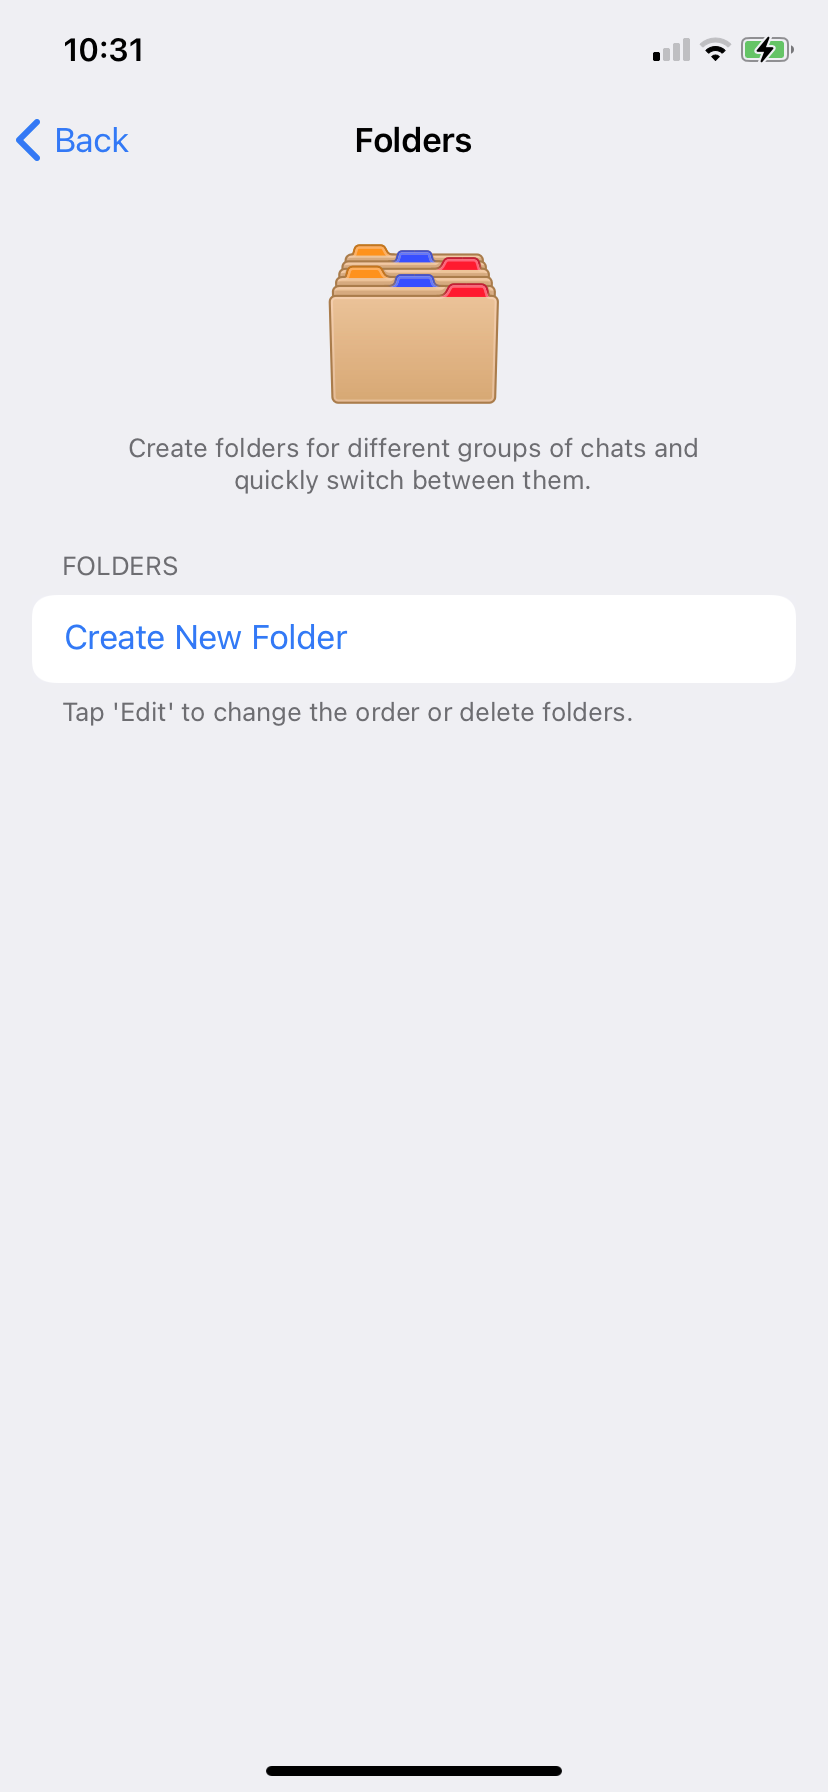 10:31
Back
Folders
Create folders for different groups of chats and
quickly switch between them.
FOLDERS
Create New Folder
Tap 'Edit' to change the order or delete folders.